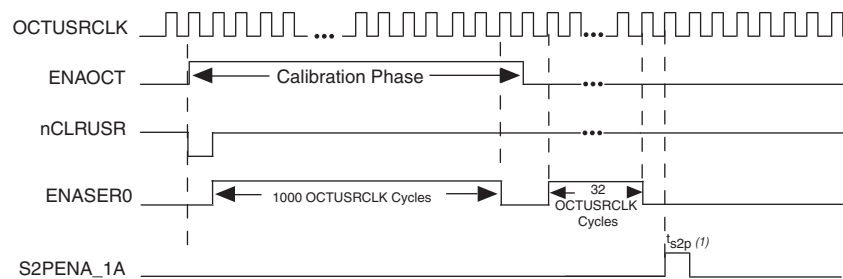 OCTUSRCLK
ENAOCT
Calibration Phase
nCLRUSR
ENASER0
1000 OCTUSRCLK Cycles
32
OCTUSRCLK
Cycles
ts2p (1)
S2PENA_1A